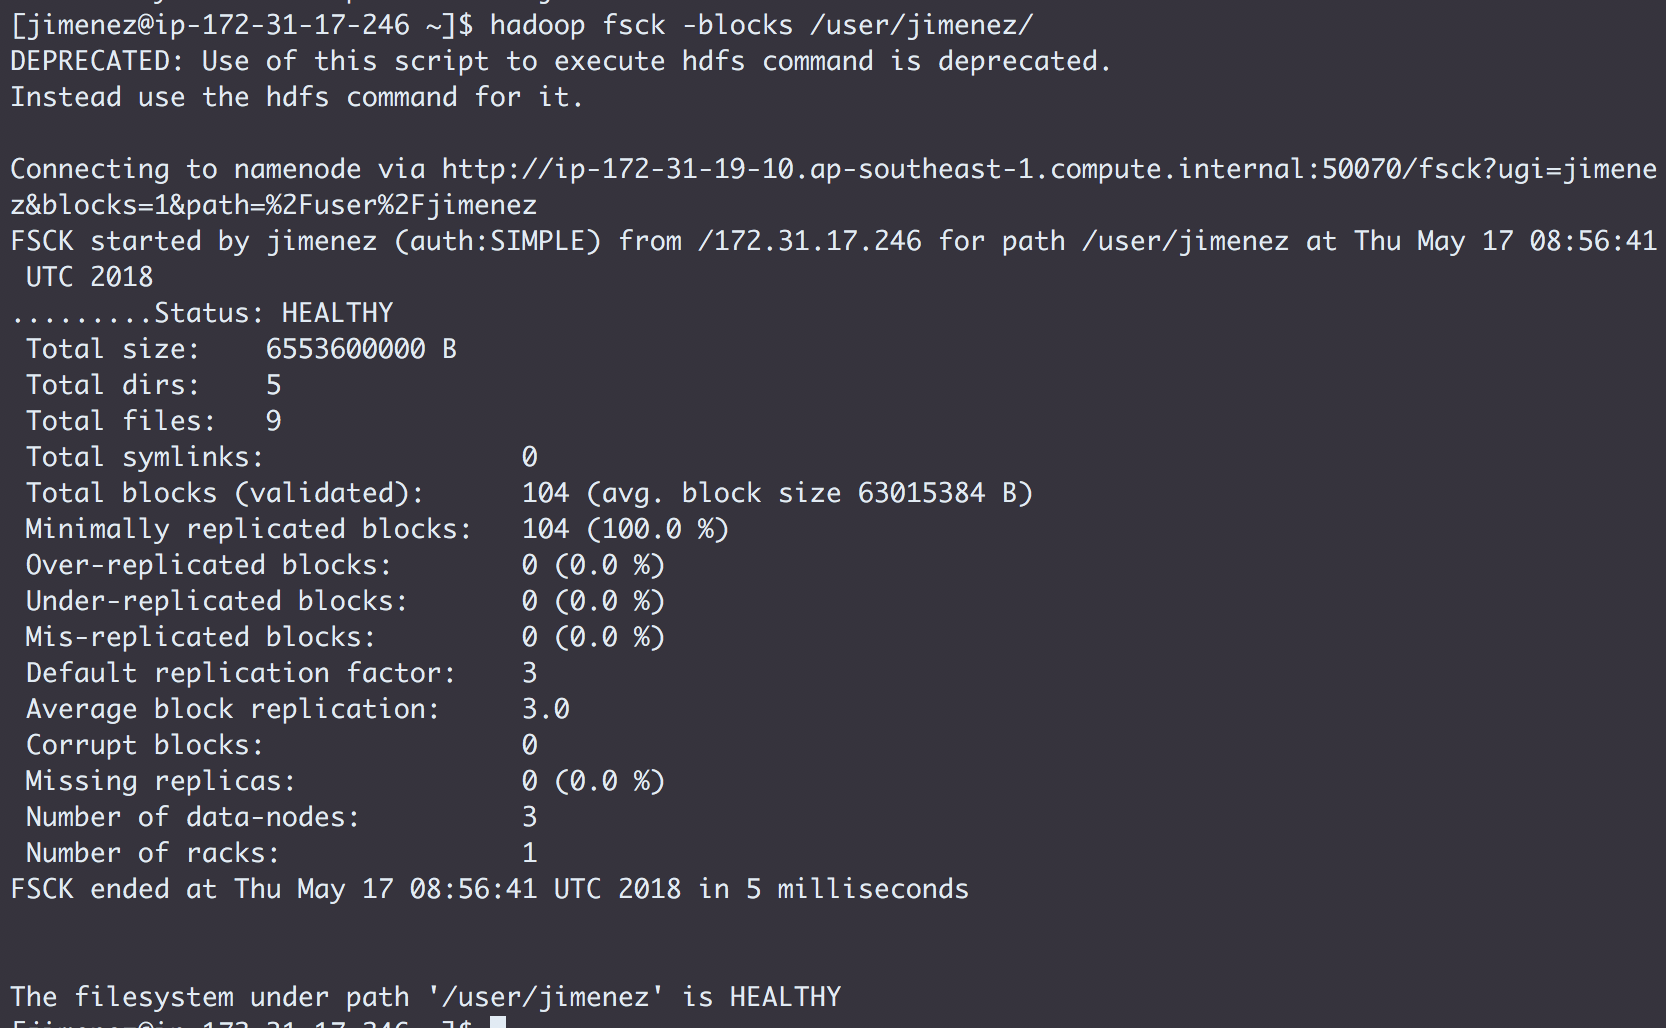 [jimenez@ip-172-31-17-246 ~]$ hadoop fsck -blocks /user/jimenez/
DEPRECATED: Use of this script to execute hdfs command is deprecated.
Instead use the hdfs command for it.
Connecting to namenode via http://ip-172-31-19-10.ap-southeast-1.compute.internal:50070/fsck?ugi=jimene
z&blocks=1&path=%2Fuser%2Fjimenez
FSCK started by jimenez (auth:SIMPLE) from /172.31.17.246 for path /user/jimenez at Thu May 17 08:56:41
UTC 2018
.........Status: HEALTHY
Total size: 6553600000 B
Total dirs: 5
Total files: 9
Total symlinks: 0
Total blocks (validated): 104 (avg. block size 63015384 B)
Minimally replicated blocks: 104 (100.0 %)
Over-replicated blocks: 0 (0.0 %)
Under-replicated blocks: 0 (0.0 %)
Mis-replicated blocks: 0 (0.0 %)
Default replication factor: 3
Average block replication: 3.0
Corrupt blocks: 0
Missing replicas: 0 (0.0 %)
Number of data-nodes: 3
Number of racks: 1
FSCK ended at Thu May 17 08:56:41 UTC 2018 in 5 milliseconds
The filesystem under path '/user/jimenez' is HEALTHY
[jimenez@ip-172-31-17-246 ~]$